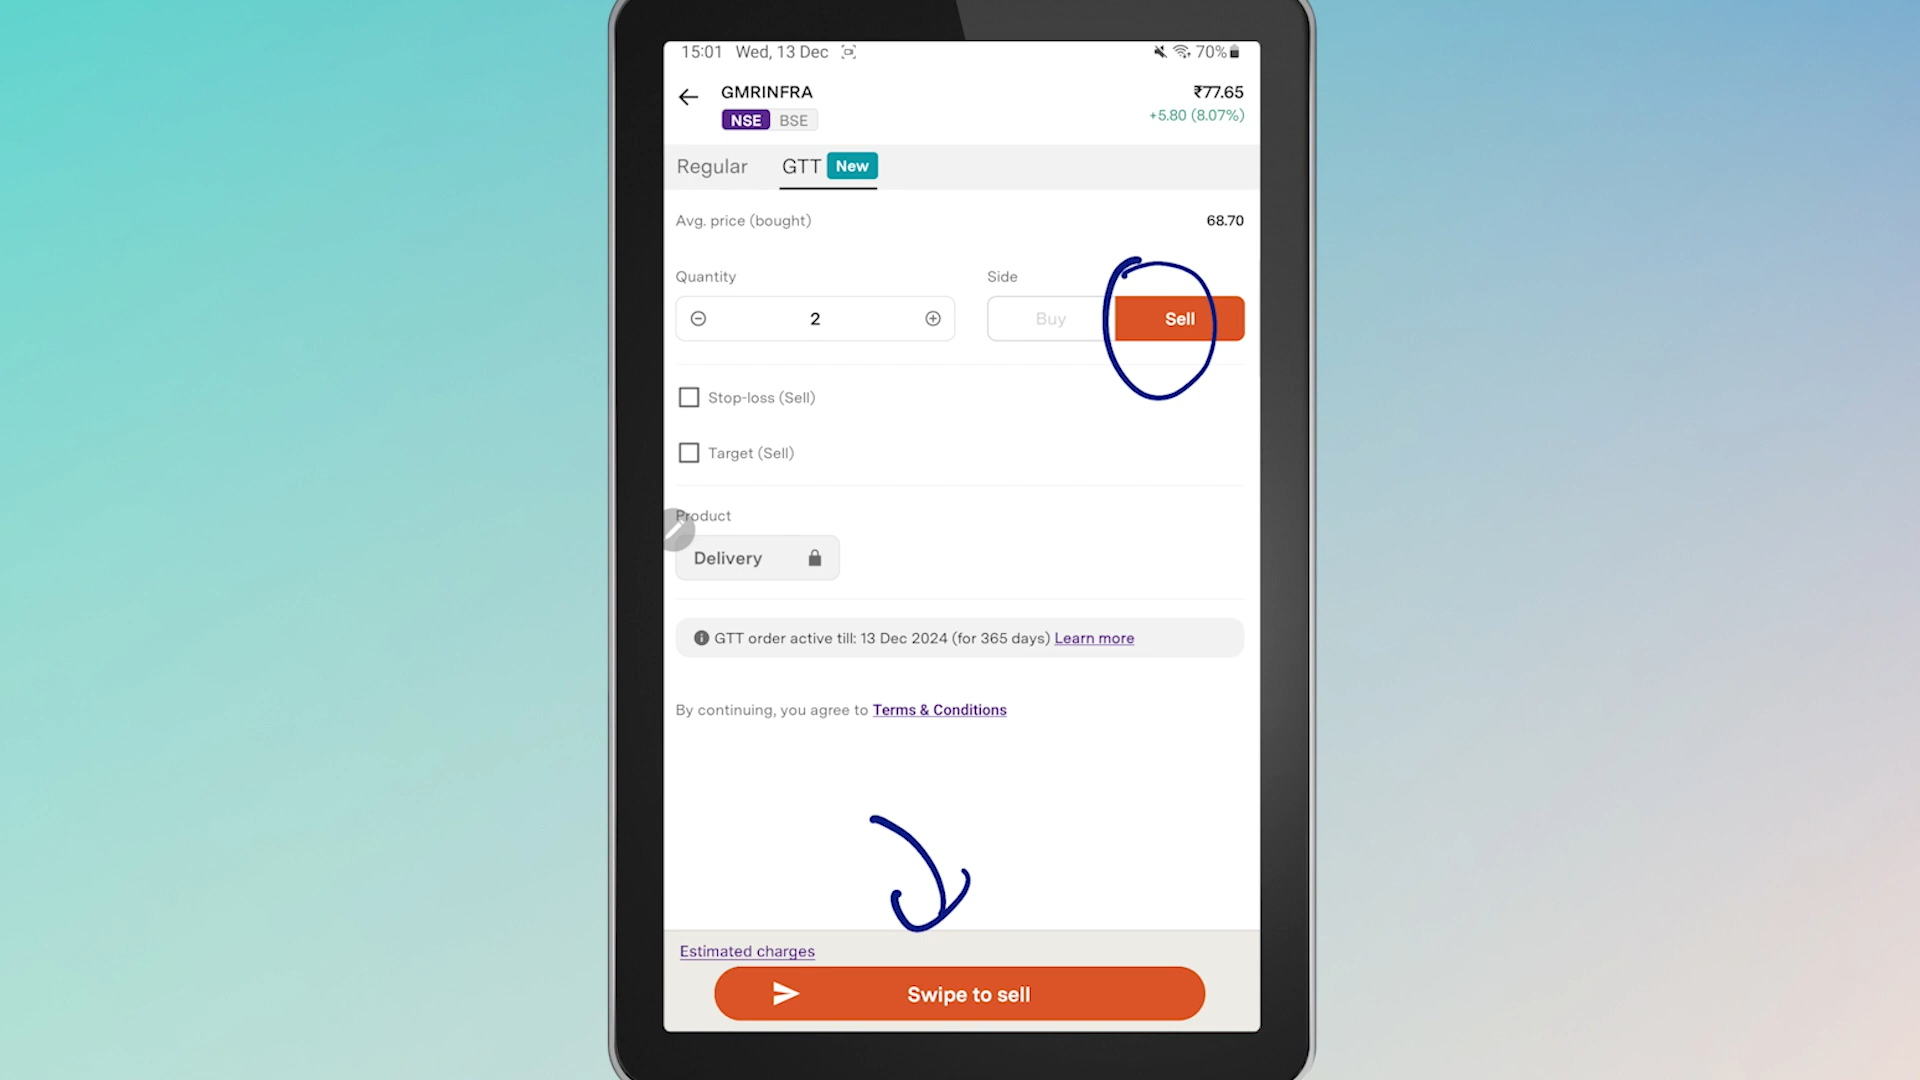 15:01 Wed, 13 Dec 70%
GMRINFRA ₹77.65
NSE BSE +5.80 (8.07%)
Regular GTT New
Avg. price (bought) 68.70
Quantity Side
2 Buy Sell
Stop-loss (Sell)
Target (Sell)
Product
Delivery
GTT order active till: 13 Dec 2024 (for 365 days) Learn more
By continuing, you agree to Terms & Conditions
Estimated charges
Swipe to sell